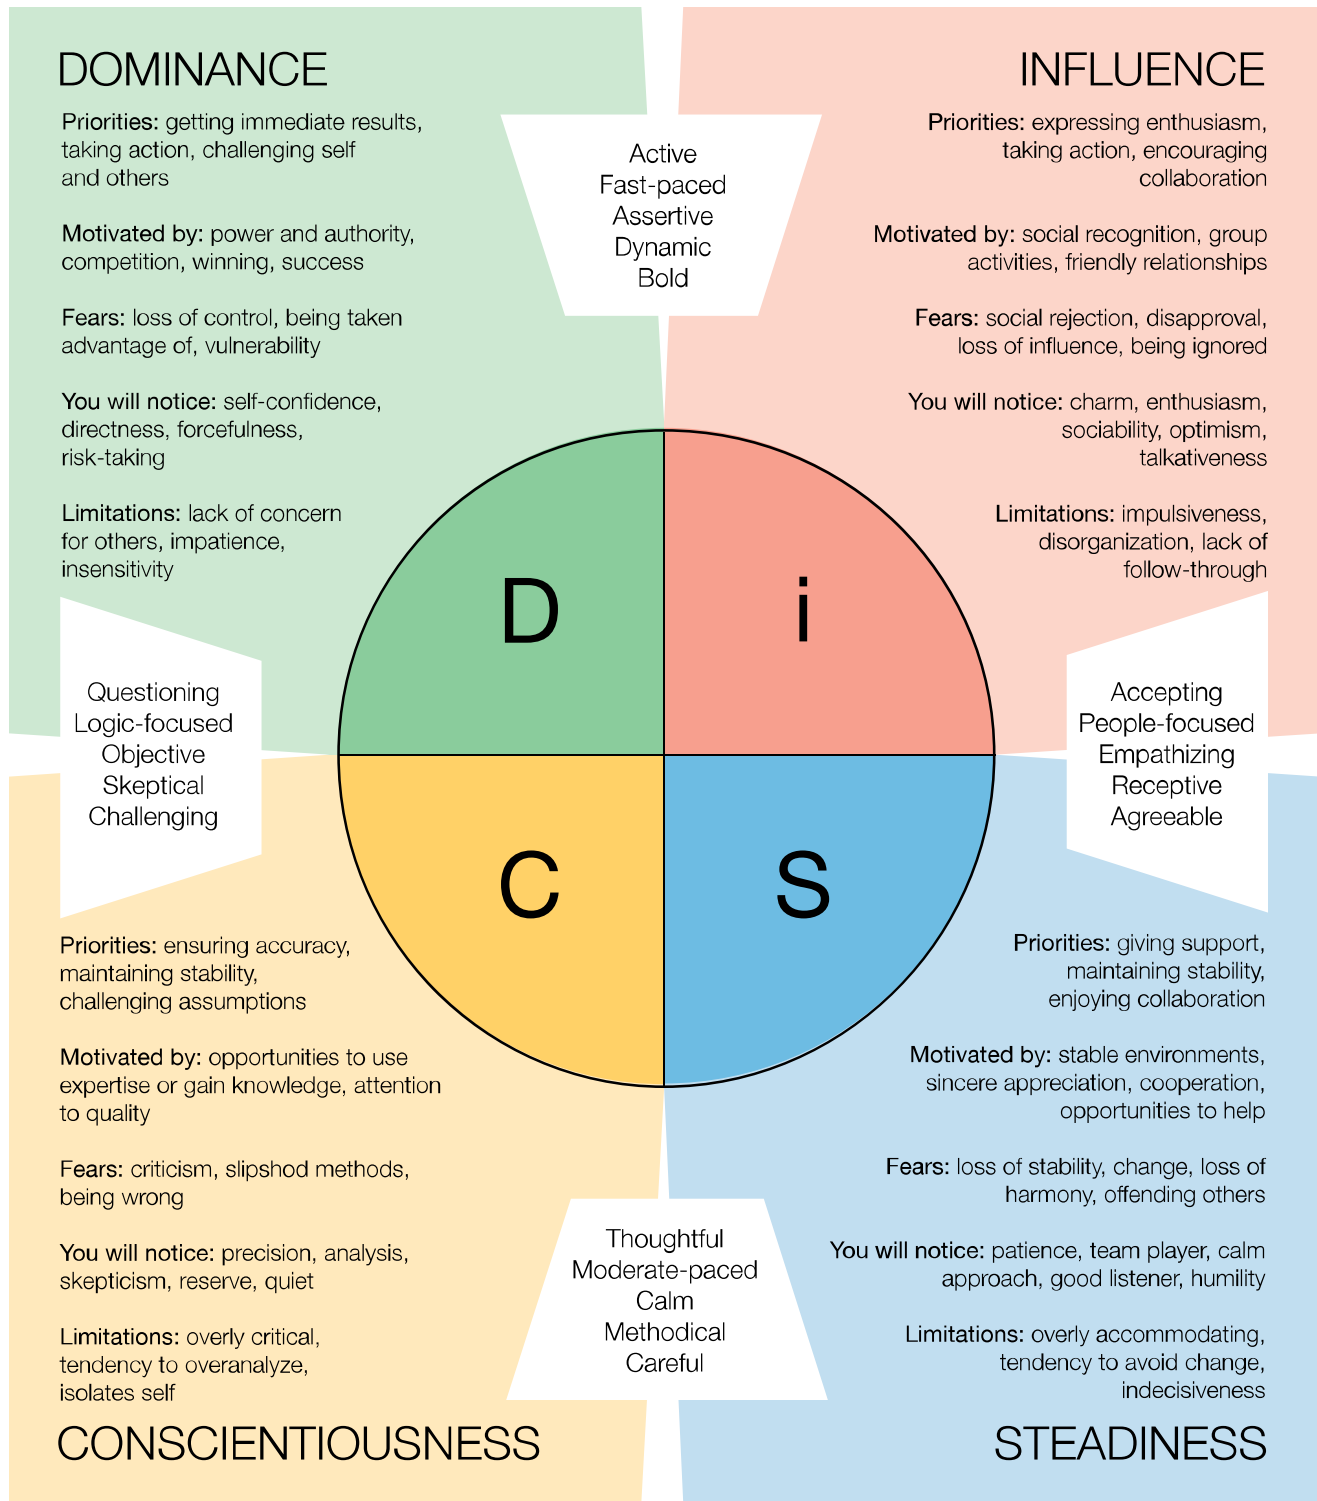 DOMINANCE
Priorities: getting immediate results,
taking action, challenging self
and others
Motivated by: power and authority,
competition, winning, success
Fears: loss of control, being taken
advantage of, vulnerability
You will notice: self-confidence,
directness, forcefulness,
risk-taking
Limitations: lack of concern
for others, impatience,
insensitivity
Active
Fast-paced
Assertive
Dynamic
Bold
INFLUENCE
Priorities: expressing enthusiasm,
taking action, encouraging
collaboration
Motivated by: social recognition, group
activities, friendly relationships
Fears: social rejection, disapproval,
loss of influence, being ignored
You will notice: charm, enthusiasm,
sociability, optimism,
talkativeness
Limitations: impulsiveness,
disorganization, lack of
follow-through
D
i
Questioning
Logic-focused
Objective
Skeptical
Challenging
Accepting
People-focused
Empathizing
Receptive
Agreeable
C
S
Priorities: ensuring accuracy,
maintaining stability,
challenging assumptions
Motivated by: opportunities to use
expertise or gain knowledge, attention
to quality
Fears: criticism, slipshod methods,
being wrong
You will notice: precision, analysis,
skepticism, reserve, quiet
Limitations: overly critical,
tendency to overanalyze,
isolates self
CONSCIENTIOUSNESS
Thoughtful
Moderate-paced
Calm
Methodical
Careful
Priorities: giving support,
maintaining stability,
enjoying collaboration
Motivated by: stable environments,
sincere appreciation, cooperation,
opportunities to help
Fears: loss of stability, change, loss of
harmony, offending others
You will notice: patience, team player, calm
approach, good listener, humility
Limitations: overly accommodating,
tendency to avoid change,
indecisiveness
STEADINESS